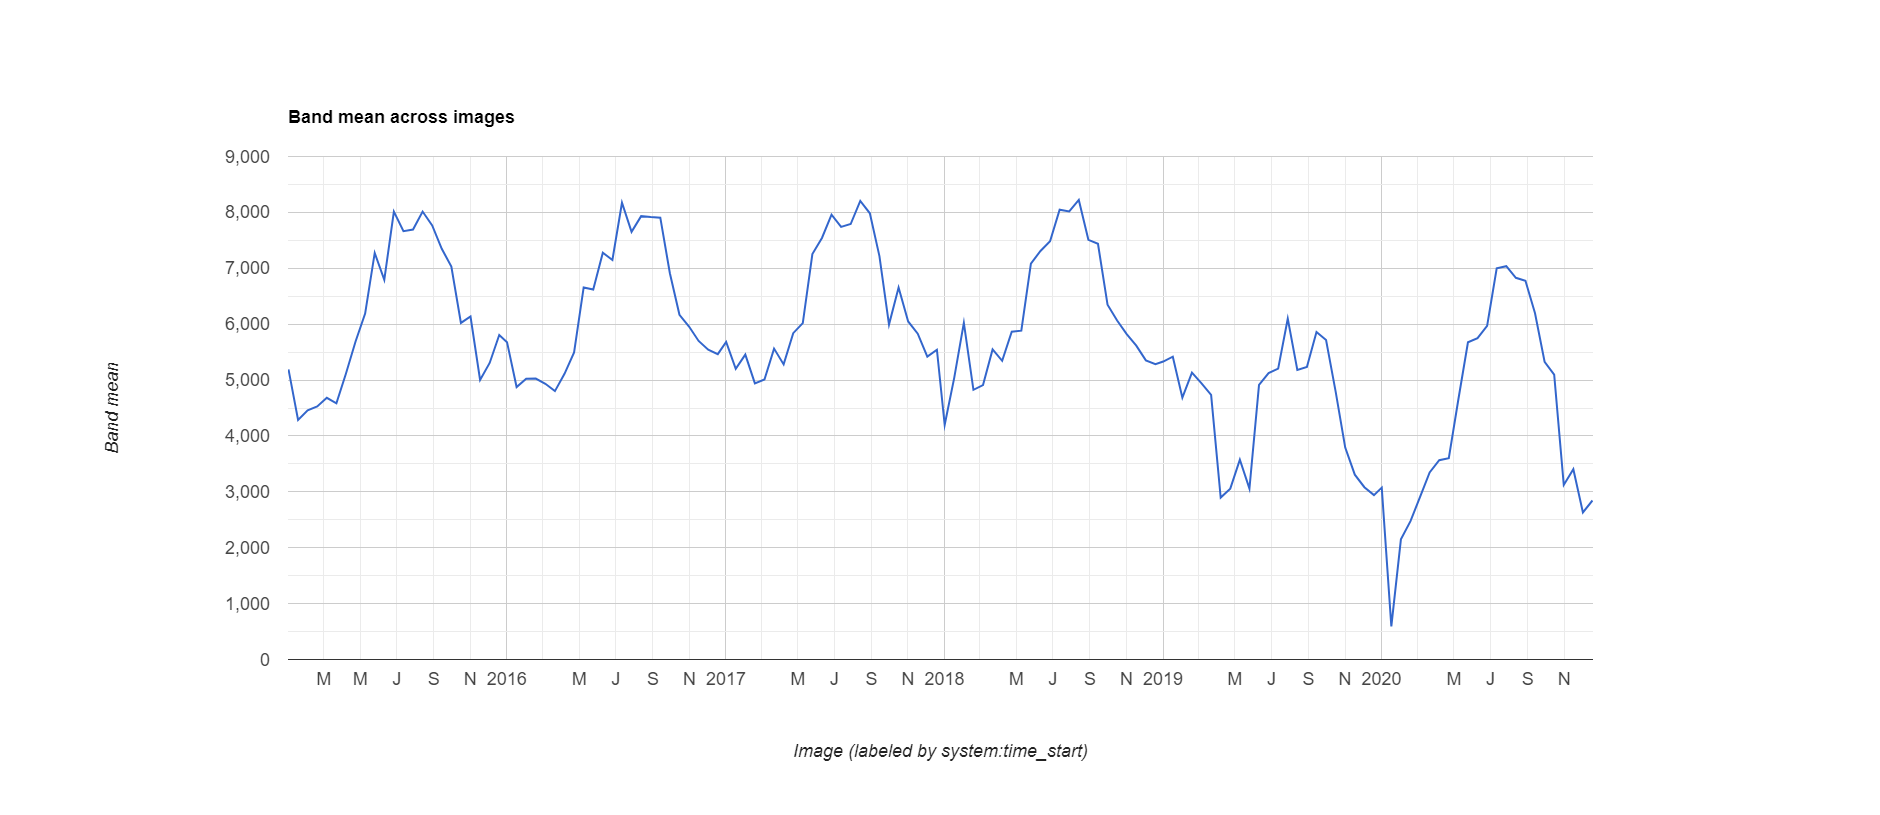 Band mean across images
9,000
8,000
7,000
6,000
5,000
4,000
3,000
2,000
1,000
0
Band mean
M M J S N 2016 M J S N 2017 M J S N 2018 M J S N 2019 M J S N 2020 M J S N
Image (labeled by system:time_start)